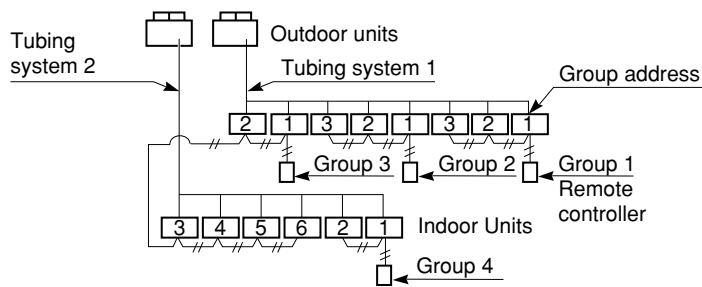 Tubing
system 2
Outdoor units
Tubing system 1
Group address
2 1 3 2 1 3 2 1
Group 3
Group 2
Group 1
Remote
controller
3 4 5 6 2 1
Indoor Units
Group 4